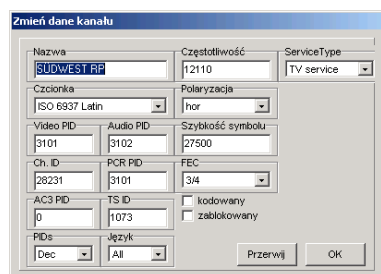 Zmień dane kanału
Nazwa Częstotliwość ServiceType
SÜDWEST RP 12110 TV service
Czcionka Polaryzacja
ISO 6937 Latin hor
Video PID Audio PID Szybkość symbolu
3101 3102 27500
Ch. ID PCR PID FEC
28231 3101 3/4
AC3 PID TS ID kodowany
0 1073 zablokowany
PIDs Język
Dec All Przerwij OK